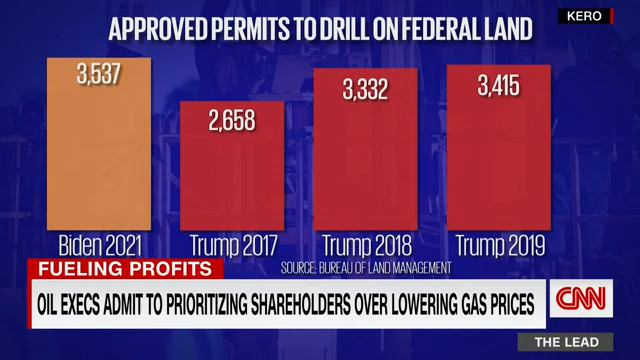 KERO
APPROVED PERMITS TO DRILL ON FEDERAL LAND
3,537
2,658
3,332
3,415
Biden 2021
Trump 2017
Trump 2018
Trump 2019
FUELING PROFITS
SOURCE: BUREAU OF LAND MANAGEMENT
OIL EXECS ADMIT TO PRIORITIZING SHAREHOLDERS OVER LOWERING GAS PRICES
CNN
THE LEAD